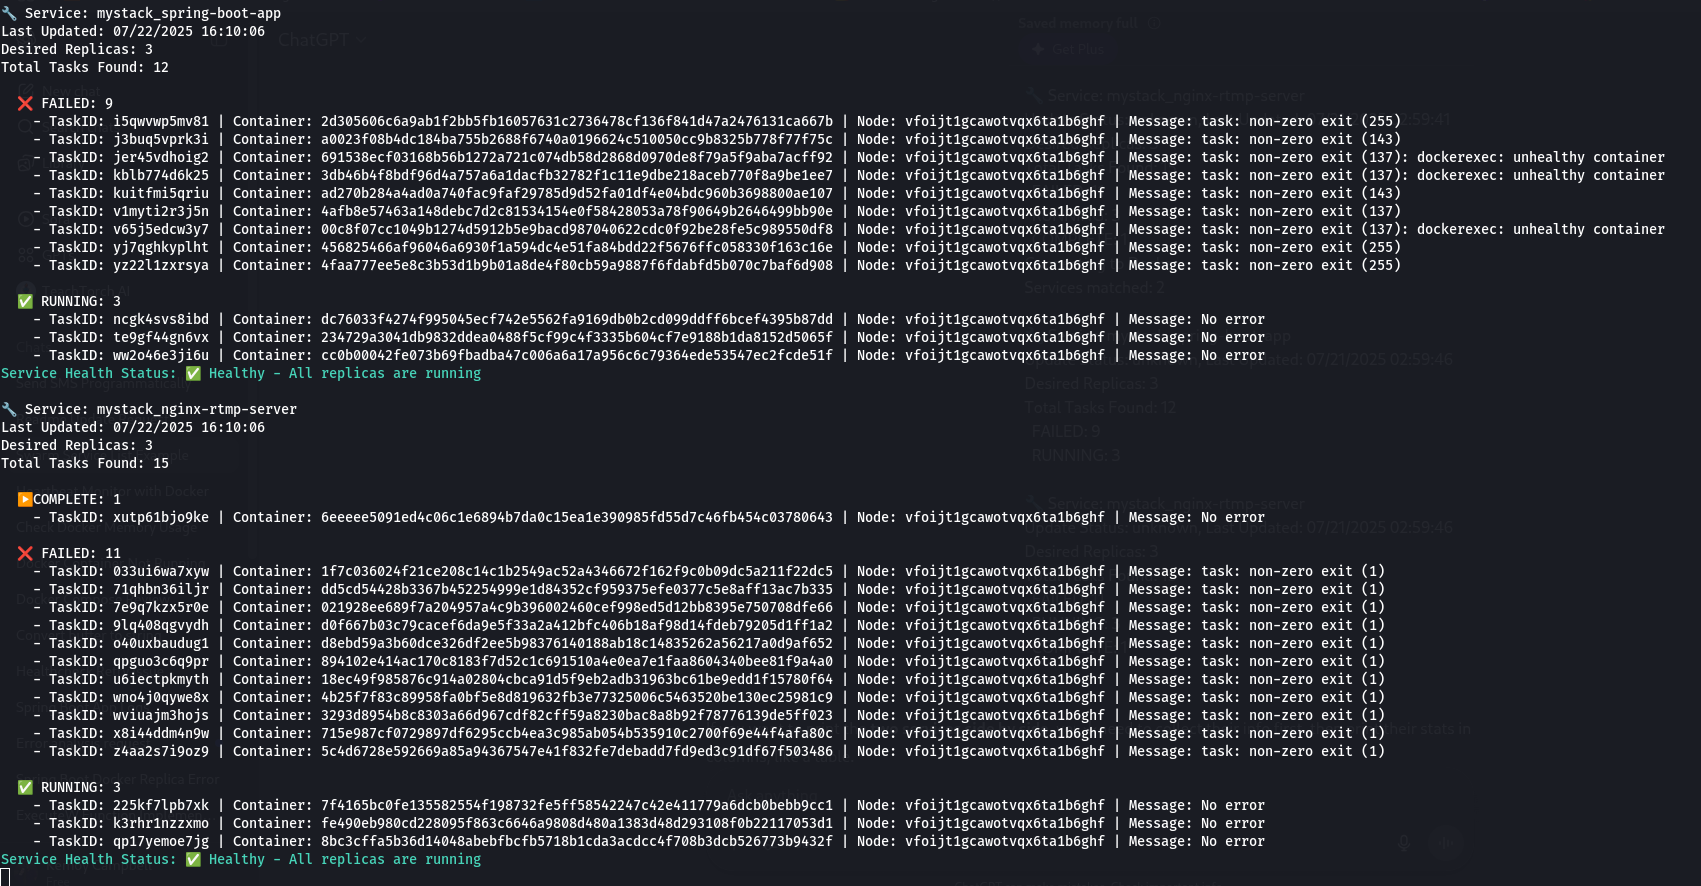 🔧 Service: mystack_spring-boot-app
Last Updated: 07/22/2025 16:10:06
Desired Replicas: 3
Total Tasks Found: 12
❌ FAILED: 9
- TaskID: i5qwvwp5mv81 | Container: 2d305606c6a9ab1f2bb5fb16057631c2736478cf136f841d47a2476131ca667b | Node: vfoijt1gcawotvqx6ta1b6ghf | Message: task: non-zero exit (255)
- TaskID: j3buq5vprk3i | Container: a0023f08b4dc184ba755b2688f6740a0196624c510050cc9b8325b778f77f75c | Node: vfoijt1gcawotvqx6ta1b6ghf | Message: task: non-zero exit (143)
- TaskID: jer45vdhoig2 | Container: 691538ecf03168b56b1272a721c074db58d2868d0970de8f79a5f9aba7acff92 | Node: vfoijt1gcawotvqx6ta1b6ghf | Message: task: non-zero exit (137): dockerexec: unhealthy container
- TaskID: kblb774d6k25 | Container: 3db46b4f8bdf96d4a757a6a1dacfb32782f1c11e9dbe218aceb770f8a9be1ee7 | Node: vfoijt1gcawotvqx6ta1b6ghf | Message: task: non-zero exit (137): dockerexec: unhealthy container
- TaskID: kuitfmi5qriu | Container: ad270b284a4ad0a740fac9faf29785d9d52fa01df4e04bdc960b3698800ae107 | Node: vfoijt1gcawotvqx6ta1b6ghf | Message: task: non-zero exit (143)
- TaskID: v1myti2r3j5n | Container: 4afb8e57463a148debc7d2c81534154e0f58428053a78f90649b2646499bb90e | Node: vfoijt1gcawotvqx6ta1b6ghf | Message: task: non-zero exit (137)
- TaskID: v65j5edcw3y7 | Container: 00c8f07cc1049b1274d5912b5e9bacd987040622cdc0f92be28fe5c989550df8 | Node: vfoijt1gcawotvqx6ta1b6ghf | Message: task: non-zero exit (137): dockerexec: unhealthy container
- TaskID: yj7qghkyplht | Container: 456825466af96046a6930f1a594dc4e51fa84bdd22f5676ffc058330f163c16e | Node: vfoijt1gcawotvqx6ta1b6ghf | Message: task: non-zero exit (255)
- TaskID: yz22l1zxrsya | Container: 4faa777ee5e8c3b53d1b9b01a8de4f80cb59a9887f6fdabfd5b070c7baf6d908 | Node: vfoijt1gcawotvqx6ta1b6ghf | Message: task: non-zero exit (255)
✅ RUNNING: 3
- TaskID: ncgk4svs8ibd | Container: dc76033f4274f995045ecf742e5562fa9169db0b2cd099ddff6bcef4395b87dd | Node: vfoijt1gcawotvqx6ta1b6ghf | Message: No error
- TaskID: te9gf44gn6vx | Container: 234729a3041db9832ddea0488f5cf99c4f3335b604cf7e9188b1da8152d5065f | Node: vfoijt1gcawotvqx6ta1b6ghf | Message: No error
- TaskID: ww2o46e3ji6u | Container: cc0b00042fe073b69fbadba47c006a6a17a956c6c79364ede53547ec2fcde51f | Node: vfoijt1gcawotvqx6ta1b6ghf | Message: No error
Service Health Status: ✅ Healthy - All replicas are running
🔧 Service: mystack_nginx-rtmp-server
Last Updated: 07/22/2025 16:10:06
Desired Replicas: 3
Total Tasks Found: 15
▶️COMPLETE: 1
- TaskID: xutp61bjo9ke | Container: 6eeeee5091ed4c06c1e6894b7da0c15ea1e390985fd55d7c46fb454c03780643 | Node: vfoijt1gcawotvqx6ta1b6ghf | Message: No error
❌ FAILED: 11
- TaskID: 033ui6wa7xyw | Container: 1f7c036024f21ce208c14c1b2549ac52a4346672f162f9c0b09dc5a211f22dc5 | Node: vfoijt1gcawotvqx6ta1b6ghf | Message: task: non-zero exit (1)
- TaskID: 71qhbn36iljr | Container: dd5cd54428b3367b452254999e1d84352cf959375efe0377c5e8aff13ac7b335 | Node: vfoijt1gcawotvqx6ta1b6ghf | Message: task: non-zero exit (1)
- TaskID: 7e9q7kzx5r0e | Container: 021928ee689f7a204957a4c9b396002460cef998ed5d12bb8395e750708dfe66 | Node: vfoijt1gcawotvqx6ta1b6ghf | Message: task: non-zero exit (1)
- TaskID: 9lq408qgvydh | Container: d0f667b03c79cacef6da9e5f33a2a412bfc406b18af98d14fdeb79205d1ff1a2 | Node: vfoijt1gcawotvqx6ta1b6ghf | Message: task: non-zero exit (1)
- TaskID: o40uxbaudug1 | Container: d8ebd59a3b60dce326df2ee5b98376140188ab18c14835262a56217a0d9af652 | Node: vfoijt1gcawotvqx6ta1b6ghf | Message: task: non-zero exit (1)
- TaskID: qpguo3c6q9pr | Container: 894102e414ac170c8183f7d52c1c691510a4e0ea7e1faa8604340bee81f9a4a0 | Node: vfoijt1gcawotvqx6ta1b6ghf | Message: task: non-zero exit (1)
- TaskID: u6iectpkmyth | Container: 18ec49f985876c914a02804cbca91d5f9eb2adb31963bc61be9edd1f15780f64 | Node: vfoijt1gcawotvqx6ta1b6ghf | Message: task: non-zero exit (1)
- TaskID: wno4j0qywe8x | Container: 4b25f7f83c89958fa0bf5e8d819632fb3e77325006c5463520be130ec25981c9 | Node: vfoijt1gcawotvqx6ta1b6ghf | Message: task: non-zero exit (1)
- TaskID: wviuajm3hojs | Container: 3293d8954b8c8303a66d967cdf82cff59a8230bac8a8b92f78776139de5ff023 | Node: vfoijt1gcawotvqx6ta1b6ghf | Message: task: non-zero exit (1)
- TaskID: x8i44ddm4n9w | Container: 715e987cf0729897df6295ccb4ea3c985ab054b535910c2700f69e44f4afa80c | Node: vfoijt1gcawotvqx6ta1b6ghf | Message: task: non-zero exit (1)
- TaskID: z4aa2s7i9oz9 | Container: 5c4d6728e592669a85a94367547e41f832fe7debadd7fd9ed3c91df67f503486 | Node: vfoijt1gcawotvqx6ta1b6ghf | Message: task: non-zero exit (1)
✅ RUNNING: 3
- TaskID: 225kf7lpb7xk | Container: 7f4165bc0fe135582554f198732fe5ff58542247c42e411779a6dcb0bebb9cc1 | Node: vfoijt1gcawotvqx6ta1b6ghf | Message: No error
- TaskID: k3rhr1nzzxmo | Container: fe490eb980cd228095f863c6646a9808d480a1383d48d293108f0b22117053d1 | Node: vfoijt1gcawotvqx6ta1b6ghf | Message: No error
- TaskID: qp17yemoe7jg | Container: 8bc3cffa5b36d14048abebfbcfb5718b1cda3acdcc4f708b3dcb526773b9432f | Node: vfoijt1gcawotvqx6ta1b6ghf | Message: No error
Service Health Status: ✅ Healthy - All replicas are running